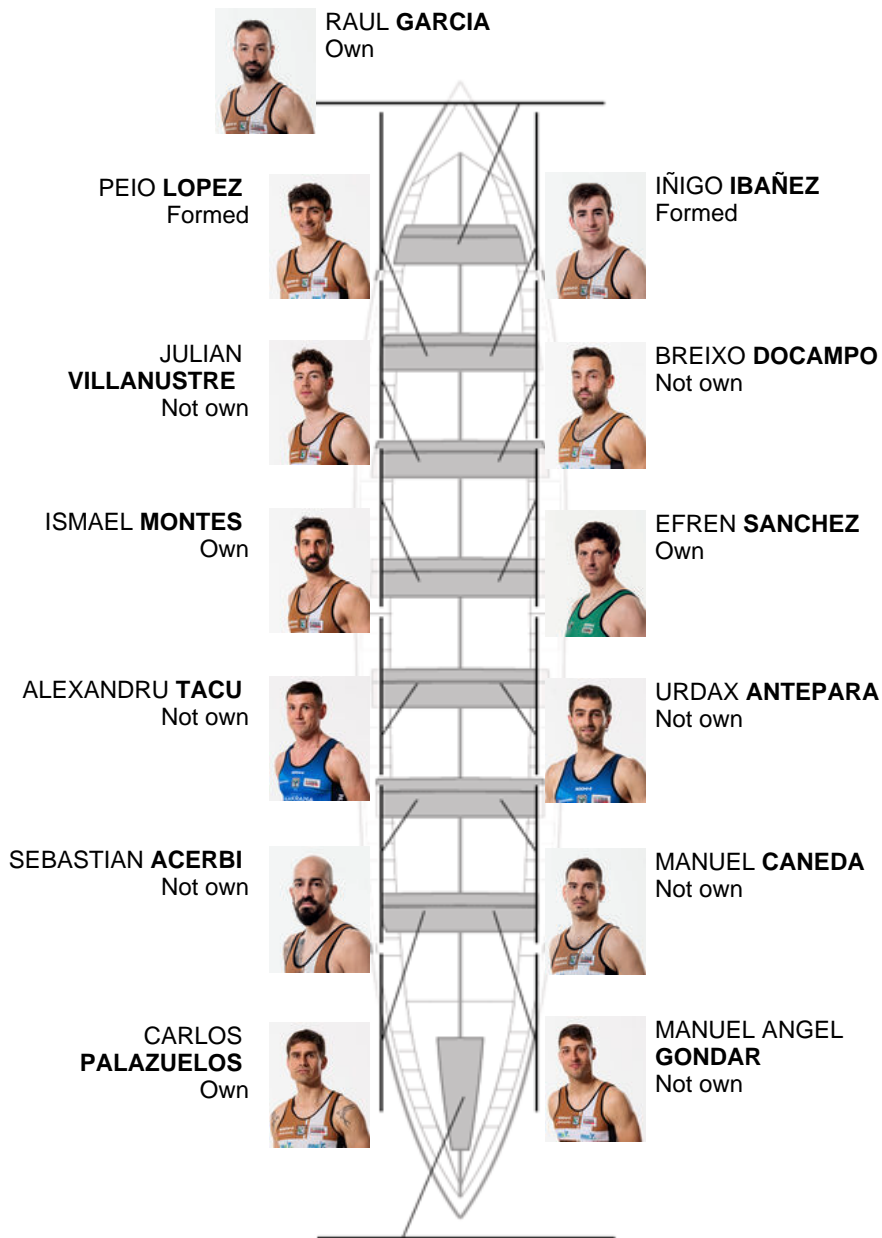 RAUL GARCIA
Own
PEIO LOPEZ
Formed
IÑIGO IBAÑEZ
Formed
JULIAN
VILLANUSTRE
Not own
BREIXO DOCAMPO
Not own
ISMAEL MONTES
Own
EFREN SANCHEZ
Own
ALEXANDRU TACU
Not own
URDAX ANTEPARA
Not own
SEBASTIAN ACERBI
Not own
MANUEL CANEDA
Not own
CARLOS
PALAZUELOS
Own
MANUEL ANGEL
GONDAR
Not own